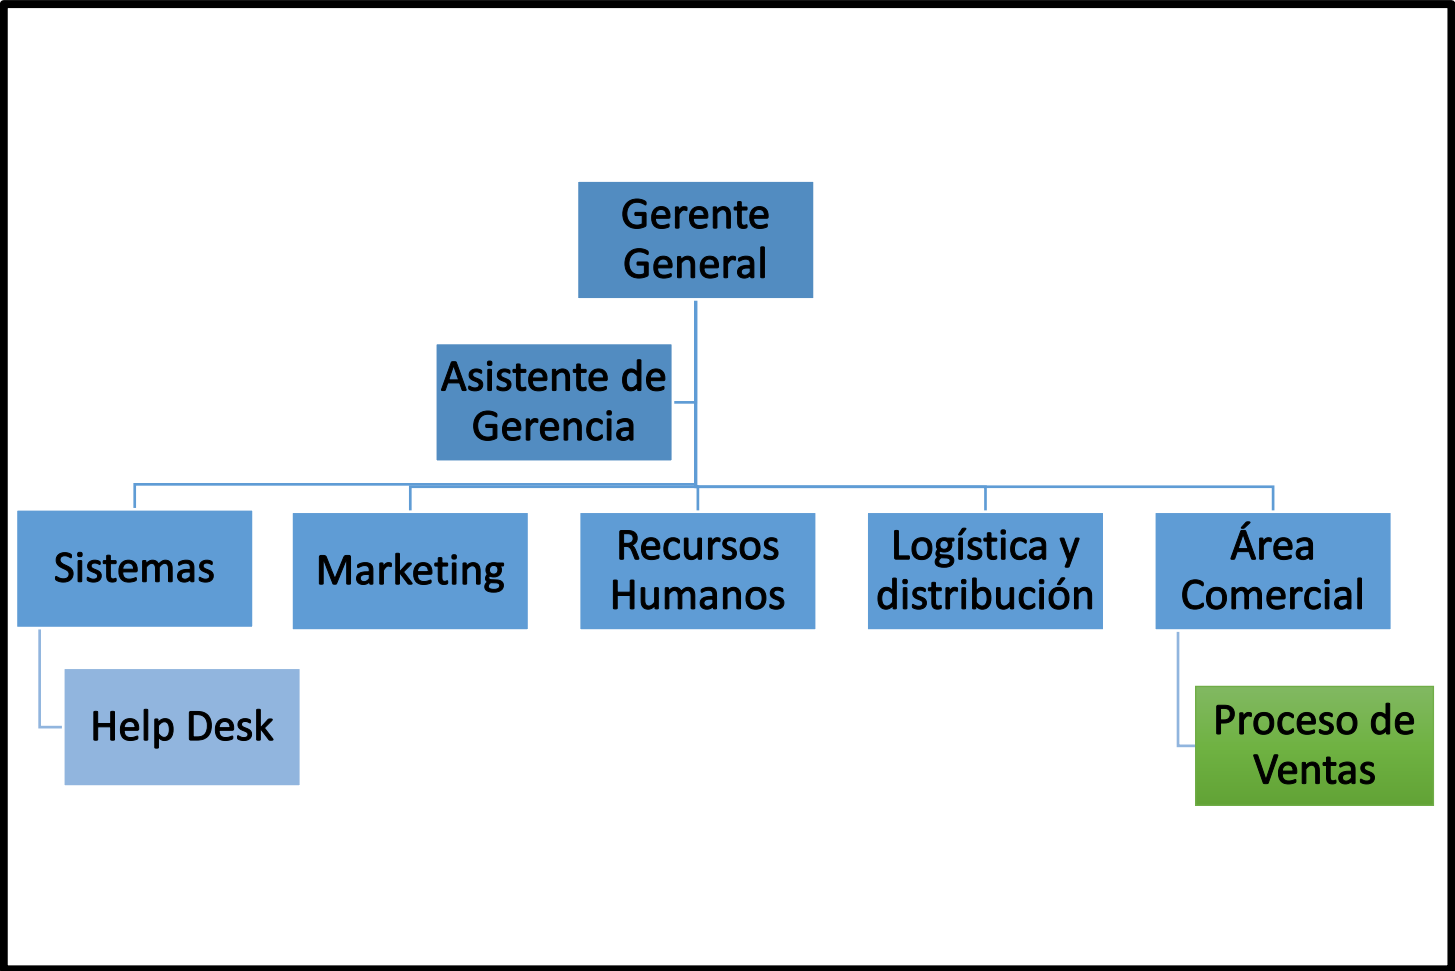 Gerente
General
Asistente de
Gerencia
Sistemas
Marketing
Recursos
Humanos
Logística y
distribución
Área
Comercial
Help Desk
Proceso de
Ventas